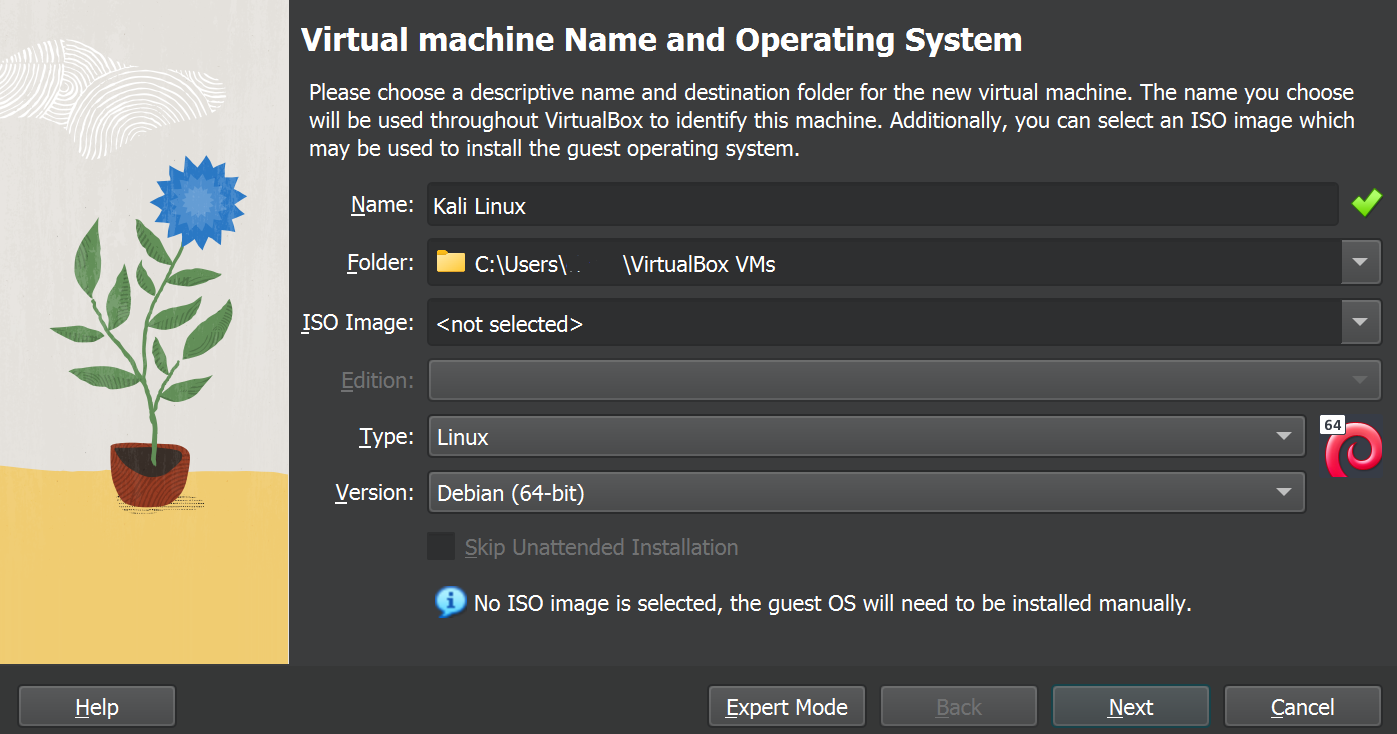 Virtual machine Name and Operating System
Please choose a descriptive name and destination folder for the new virtual machine. The name you choose
will be used throughout VirtualBox to identify this machine. Additionally, you can select an ISO image which
may be used to install the guest operating system.
Name: Kali Linux
Folder: C:\Users\.. \VirtualBox VMs
ISO Image: <not selected>
Edition:
Type: Linux
64
Version: Debian (64-bit)
Skip Unattended Installation
No ISO image is selected, the guest OS will need to be installed manually.
Help Expert Mode Back Next Cancel